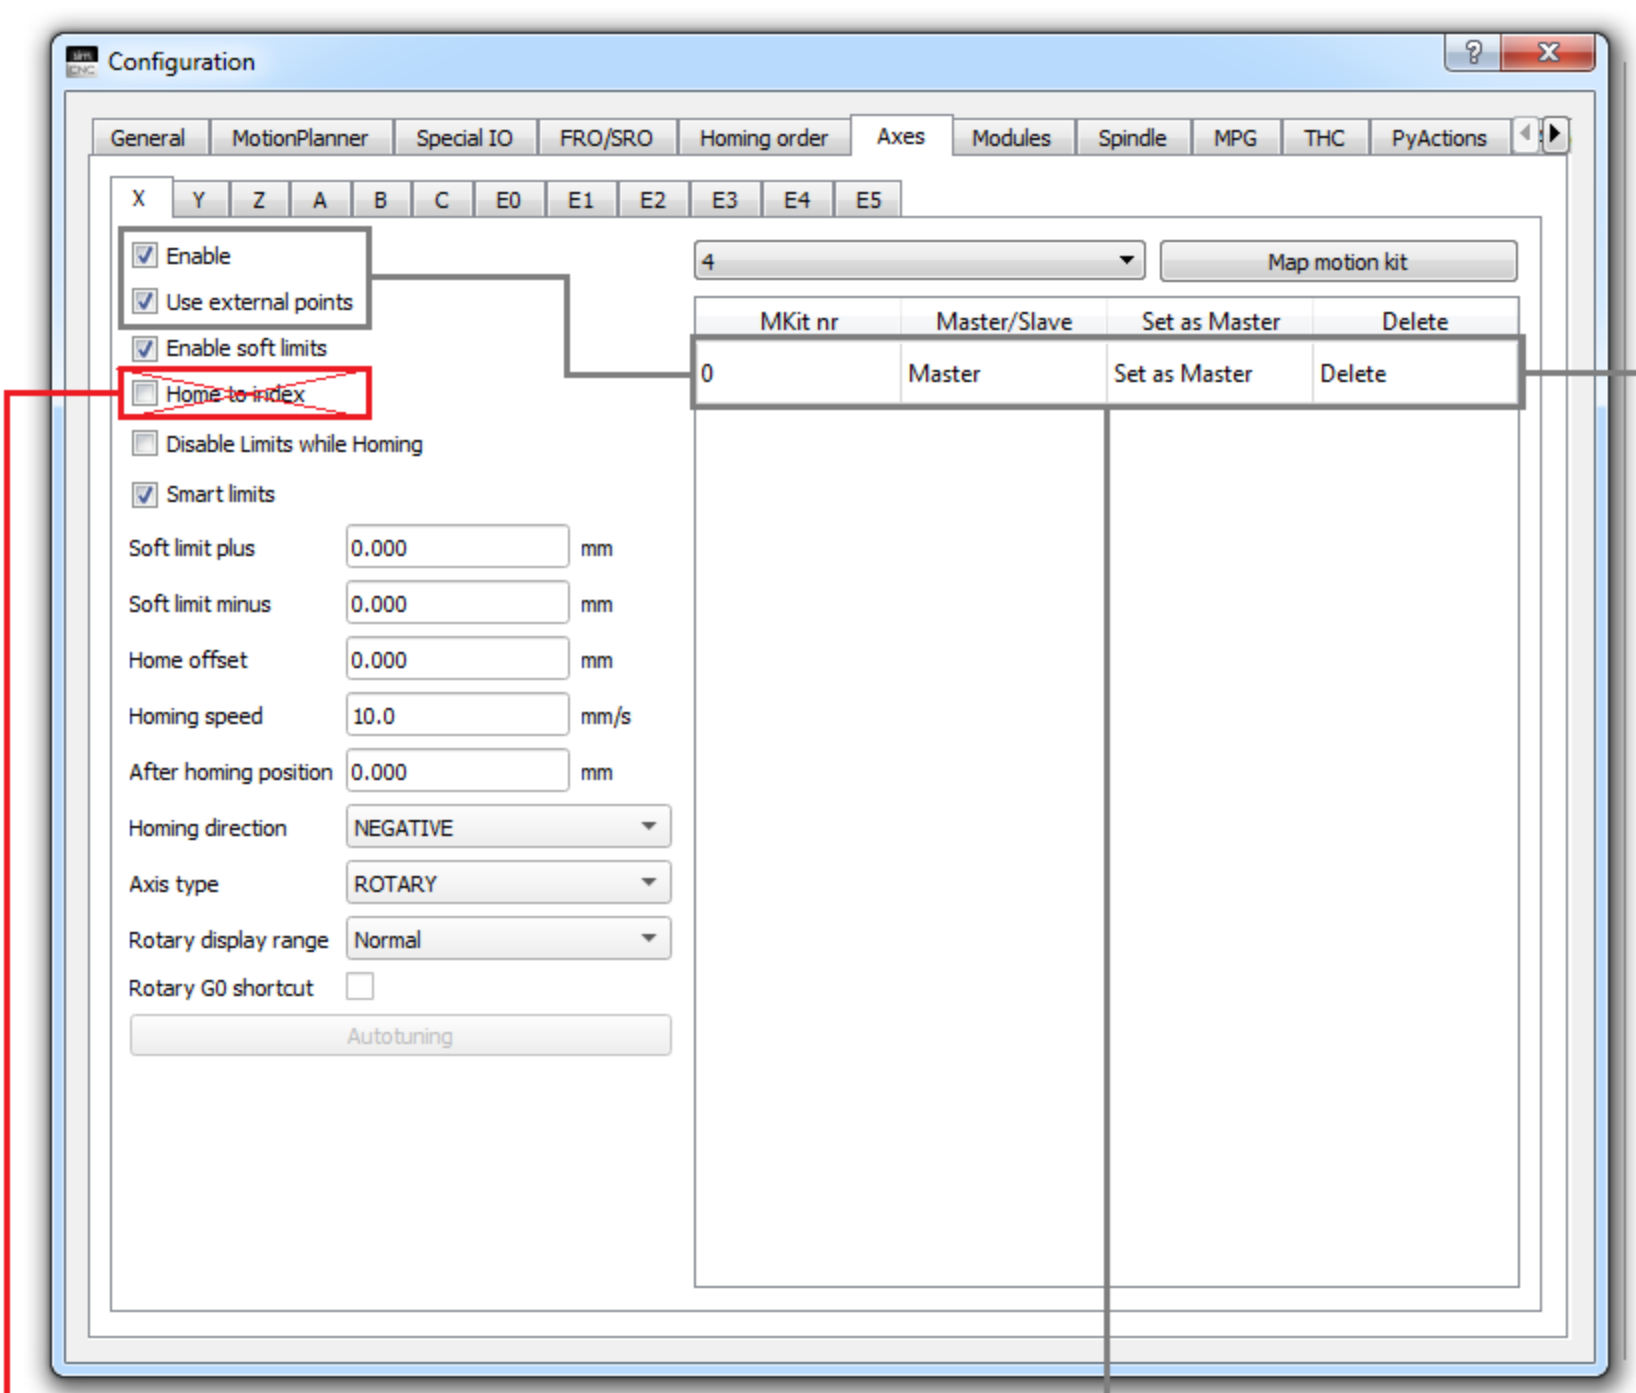 sim CNC Configuration
General MotionPlanner Special IO FRO/SRO Homing order Axes Modules Spindle MPG THC PyActions
X Y Z A B C E0 E1 E2 E3 E4 E5
Enable
4 Map motion kit
Use external points
MKit nr Master/Slave Set as Master Delete
Enable soft limits
0 Master Set as Master Delete
Home to index
Disable Limits while Homing
Smart limits
Soft limit plus 0.000 mm
Soft limit minus 0.000 mm
Home offset 0.000 mm
Homing speed 10.0 mm/s
After homing position 0.000 mm
Homing direction NEGATIVE
Axis type ROTARY
Rotary display range Normal
Rotary G0 shortcut
Autotuning